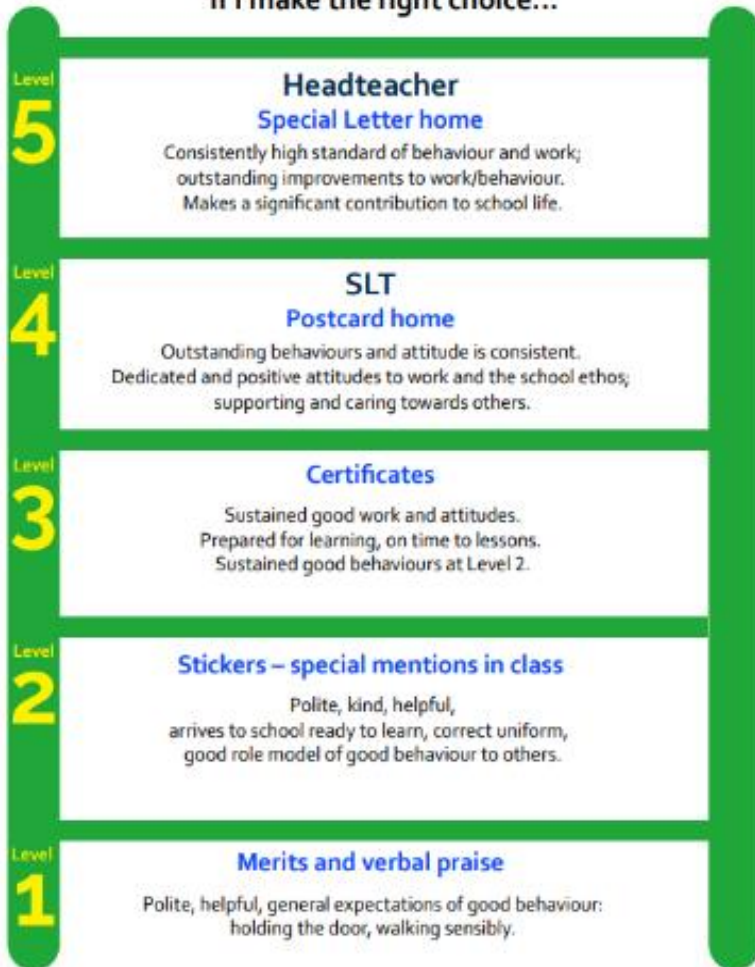 If I make the right choice...
Level
5
Headteacher
Special Letter home
Consistently high standard of behaviour and work;
outstanding improvements to work/behaviour.
Makes a significant contribution to school life.
Level
4
SLT
Postcard home
Outstanding behaviours and attitude is consistent.
Dedicated and positive attitudes to work and the school ethos;
supporting and caring towards others.
Level
3
Certificates
Sustained good work and attitudes.
Prepared for learning, on time to lessons.
Sustained good behaviours at Level 2.
Level
2
Stickers – special mentions in class
Polite, kind, helpful,
arrives to school ready to learn, correct uniform,
good role model of good behaviour to others.
Level
1
Merits and verbal praise
Polite, helpful, general expectations of good behaviour:
holding the door, walking sensibly.